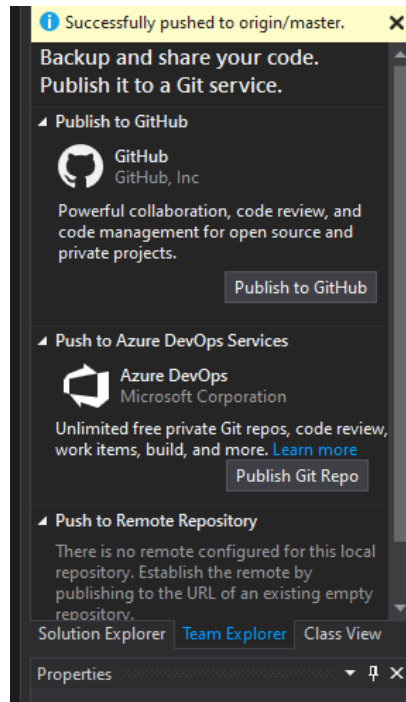 Successfully pushed to origin/master.
Backup and share your code.
Publish it to a Git service.
Publish to GitHub
GitHub
GitHub, Inc
Powerful collaboration, code review, and
code management for open source and
private projects.
Publish to GitHub
Push to Azure DevOps Services
Azure DevOps
Microsoft Corporation
Unlimited free private Git repos, code review,
work items, build, and more. Learn more
Publish Git Repo
Push to Remote Repository
There is no remote configured for this local
repository. Establish the remote by
publishing to the URL of an existing empty
repository.
Solution Explorer Team Explorer Class View
Properties